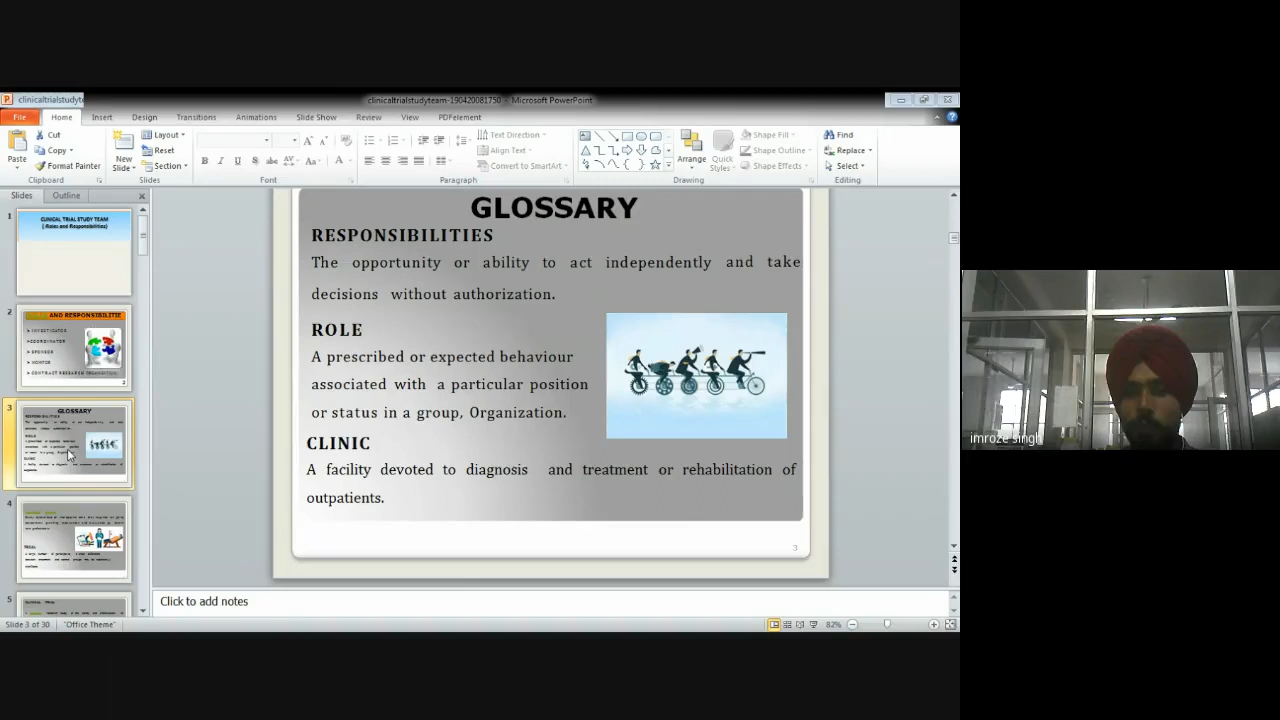 clinicaltrialstudyte
clinicaltrialstudyteam-190420081750 - Microsoft PowerPoint
File Home Insert Design Transitions Animations Slide Show Review View PDFelement
Paste
Cut
Copy
Format Painter
Clipboard
New Slide
Layout
Reset
Section
Slides
Font
Text Direction
Align Text
Convert to SmartArt
Paragraph
Arrange
Quick Styles
Shape Fill
Shape Outline
Shape Effects
Drawing
Find
Replace
Select
Editing
Slides Outline
1
CLINICAL TRIAL STUDY TEAM
( Roles and Responsibilities)
2
AND RESPONSIBILITIE
INVESTIGATOR
COORDINATOR
SPONSOR
MONITOR
CONTRACT RESEARCH
3
GLOSSARY
4
5
GLOSSARY
RESPONSIBILITIES
The opportunity or ability to act independently and take
decisions without authorization.
ROLE
A prescribed or expected behaviour
associated with a particular position
or status in a group, Organization.
CLINIC
A facility devoted to diagnosis and treatment or rehabilitation of
outpatients.
3
Click to add notes
Slide 3 of 30 "Office Theme" 82%
imroze singh